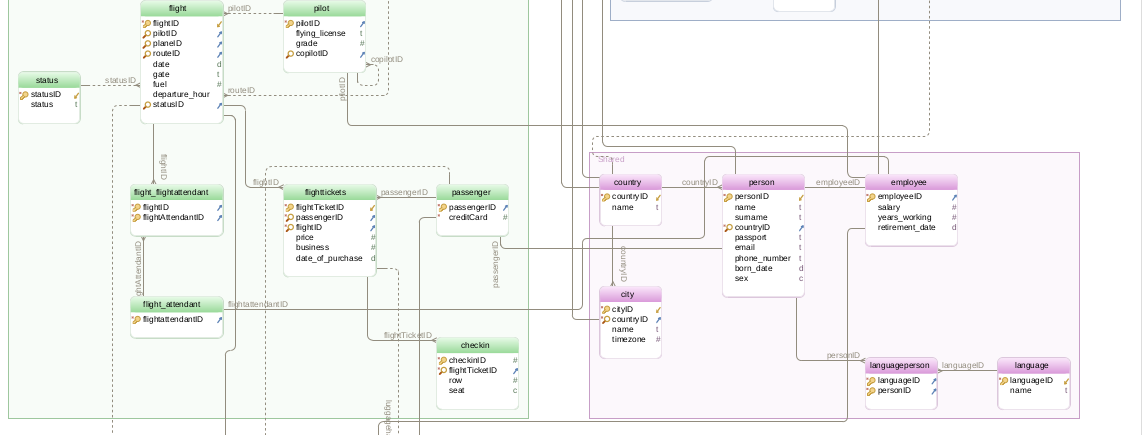 flight
flightID
pilotID
planeID
routeID
date
gate
fuel
departure_hour
statusID
pilotID
pilot
pilotID
flying_license
grade
copilotID
copilotID
pilotID
routeID
status
statusID
status
statusID
flightID
flight_flightattendant
flightID
flightAttendantID
flight_attendant
flightattendantID
flightattendantID
flightID
flighttickets
flightTicketID
passengerID
flightID
price
business
date_of_purchase
passengerID
passenger
passengerID
creditCard
passengerID
flightTicketID
checkin
checkinID
flightTicketID
row
seat
Shared
country
countryID
name
countryID
countryID
city
cityID
countryID
name
timezone
person
personID
name
surname
countryID
passport
email
phone_number
born_date
sex
employeeID
employee
employeeID
salary
years_working
retirement_date
personID
languageperson
languageID
personID
languageID
language
languageID
name